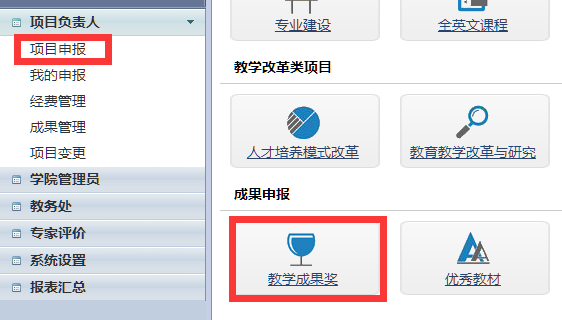 项目负责人
项目申报
我的申报
经费管理
成果管理
项目变更
学院管理员
教务处
专家评价
系统设置
报表汇总
专业建设
全英文课程
教学改革类项目
人才培养模式改革
教育教学改革与研究
成果申报
教学成果奖
优秀教材